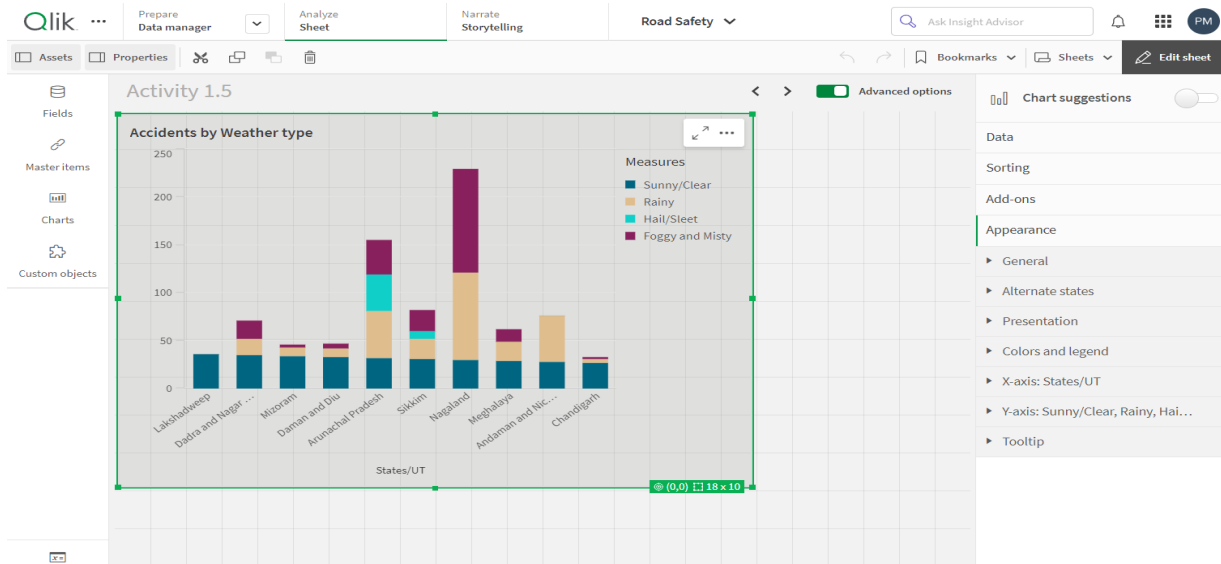 Qlik
Prepare
Data manager
Analyze
Sheet
Narrate
Storytelling
Road Safety
Ask Insight Advisor
PM
Assets
Properties
Bookmarks
Sheets
Edit sheet
Fields
Master items
Charts
Custom objects
Activity 1.5
Advanced options
Accidents by Weather type
250
200
150
100
50
0
Lakshadweep
Dadra and Nagar ...
Mizoram
Daman and Diu
Arunachal Pradesh
Sikkim
Nagaland
Meghalaya
Andaman and Nic...
Chandigarh
States/UT
Measures
Sunny/Clear
Rainy
Hail/Sleet
Foggy and Misty
(0,0) 18 x 10
Chart suggestions
Data
Sorting
Add-ons
Appearance
General
Alternate states
Presentation
Colors and legend
X-axis: States/UT
Y-axis: Sunny/Clear, Rainy, Hai...
Tooltip
x =